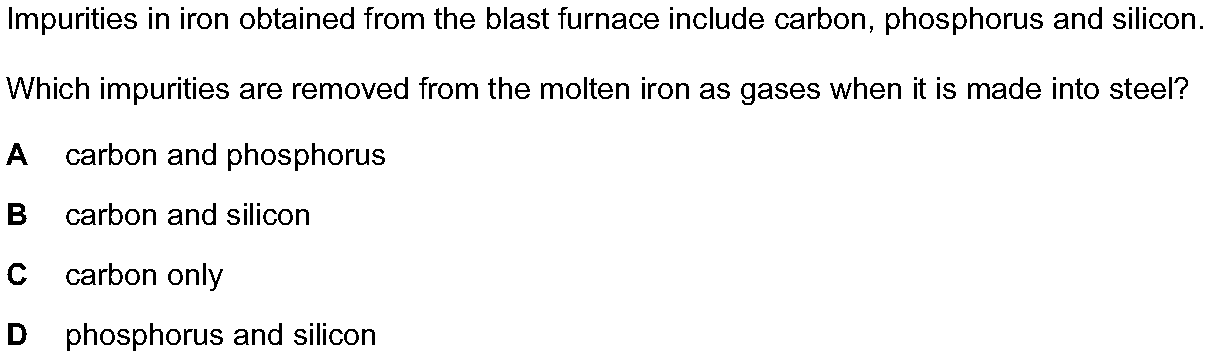 Impurities in iron obtained from the blast furnace include carbon, phosphorus and silicon.
Which impurities are removed from the molten iron as gases when it is made into steel?
A carbon and phosphorus
B carbon and silicon
C carbon only
D phosphorus and silicon